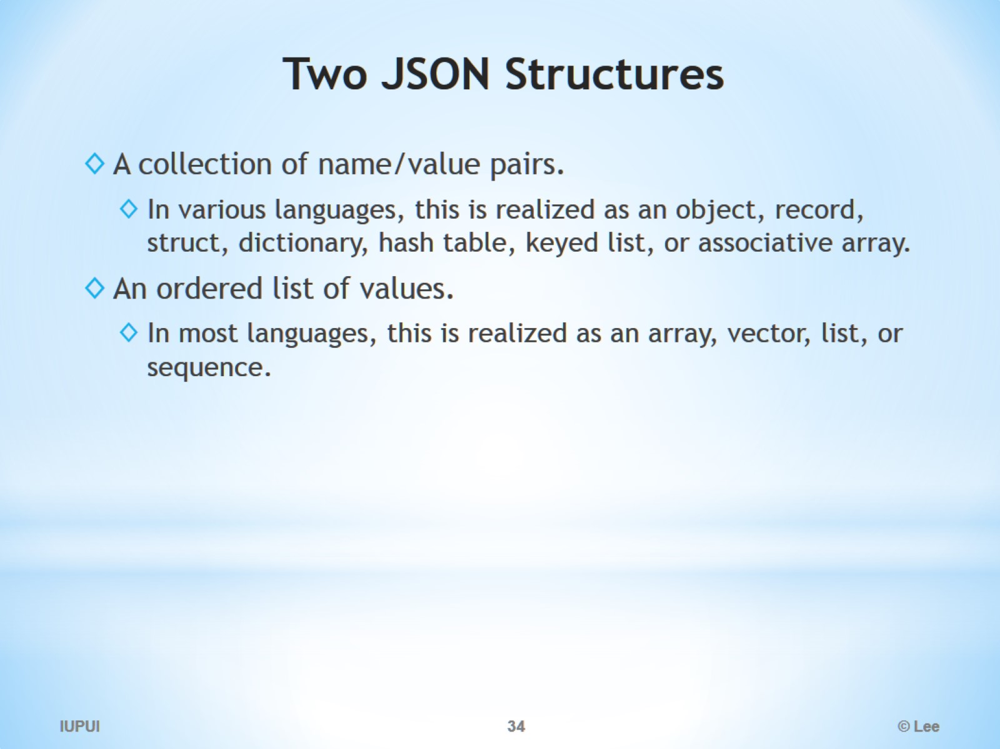 Two JSON Structures
A collection of name/value pairs.
In various languages, this is realized as an object, record,
struct, dictionary, hash table, keyed list, or associative array.
An ordered list of values.
In most languages, this is realized as an array, vector, list, or
sequence.
IUPUI
34
© Lee